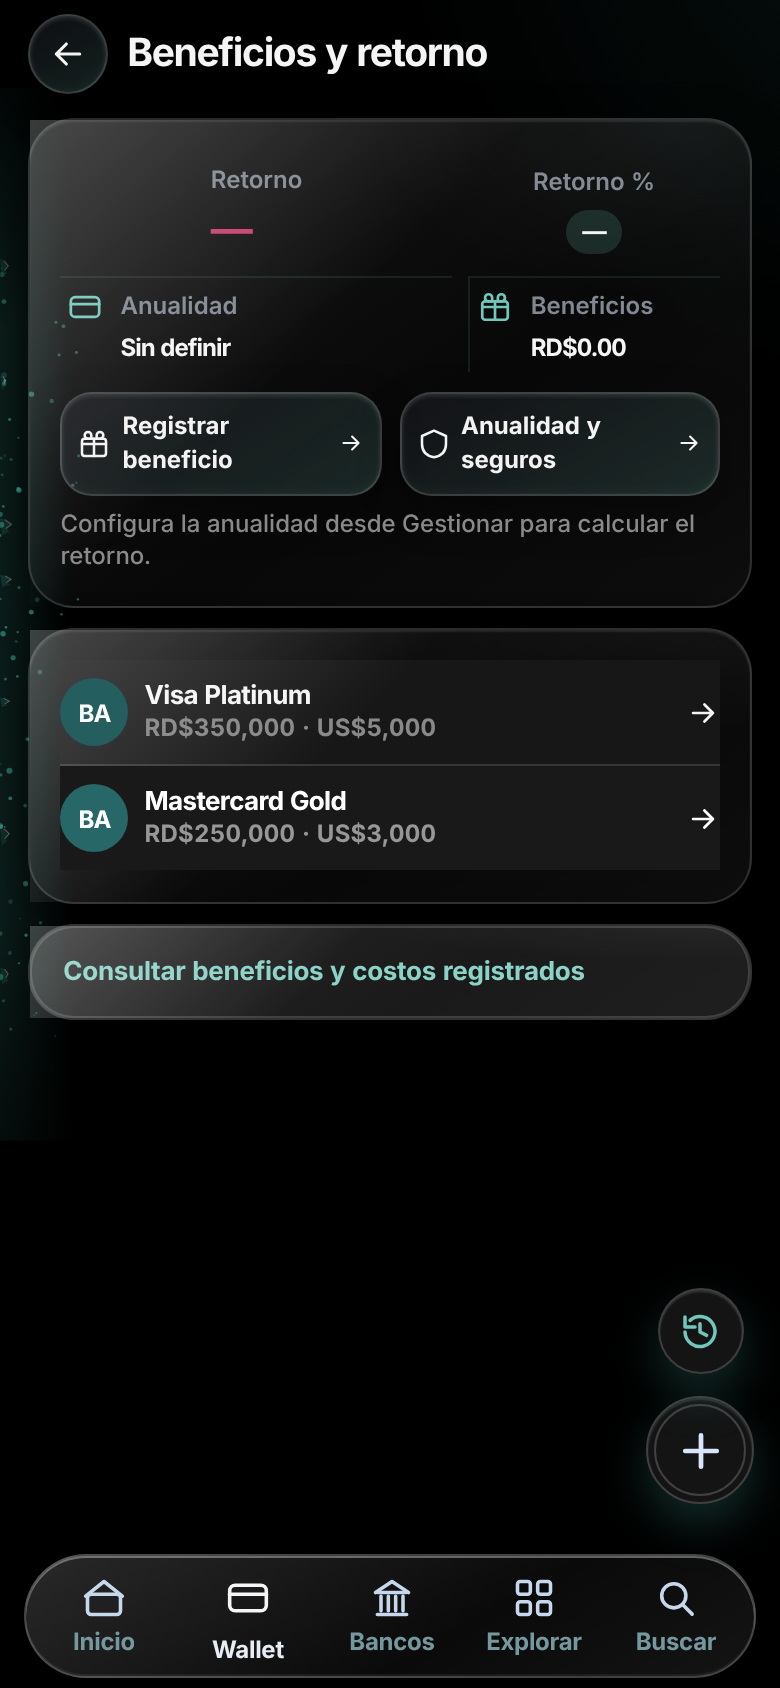 Beneficios y retorno
Retorno
—
Retorno %
—
Anualidad
Sin definir
Beneficios
RD$0.00
Registrar
beneficio
Anualidad y
seguros
Configura la anualidad desde Gestionar para calcular el
retorno.
BA
Visa Platinum
RD$350,000 · US$5,000
BA
Mastercard Gold
RD$250,000 · US$3,000
Consultar beneficios y costos registrados
Inicio
Wallet
Bancos
Explorar
Buscar